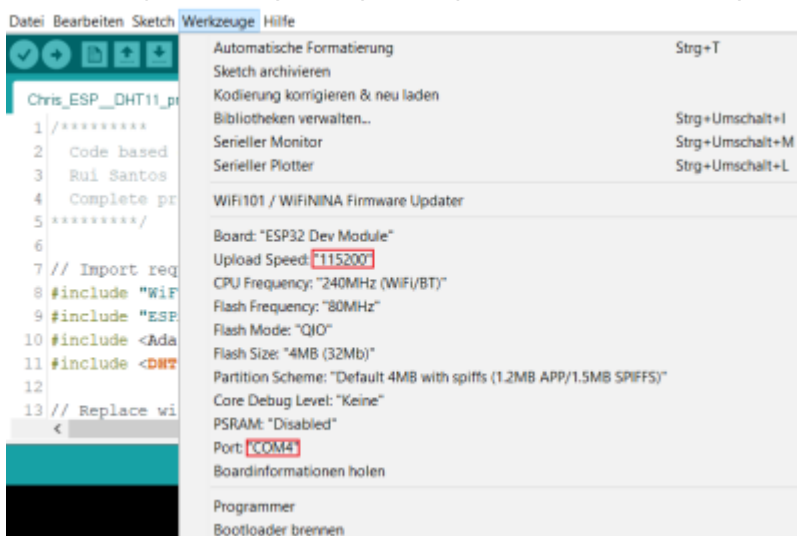 Datei Bearbeiten Sketch Werkzeuge Hilfe
Automatische Formatierung Strg+T
Sketch archivieren
Kodierung korrigieren & neu laden
Bibliotheken verwalten... Strg+Umschalt+I
Serieller Monitor Strg+Umschalt+M
Serieller Plotter Strg+Umschalt+L
WiFi101 / WiFiNINA Firmware Updater
Board: "ESP32 Dev Module"
Upload Speed: "115200"
CPU Frequency: "240MHz (WiFi/BT)"
Flash Frequency: "80MHz"
Flash Mode: "QIO"
Flash Size: "4MB (32Mb)"
Partition Scheme: "Default 4MB with spiffs (1.2MB APP/1.5MB SPIFFS)"
Core Debug Level: "Keine"
PSRAM: "Disabled"
Port: "COM4"
Boardinformationen holen
Programmer
Bootloader brennen
Chris_ESP__DHT11_pr
1 /*********
2 Code based
3 Rui Santos
4 Complete pr
5 *********/
6
7 // Import req
8 #include "WiF
9 #include "ESP
10 #include <Ada
11 #include <DHT
12
13 // Replace wi